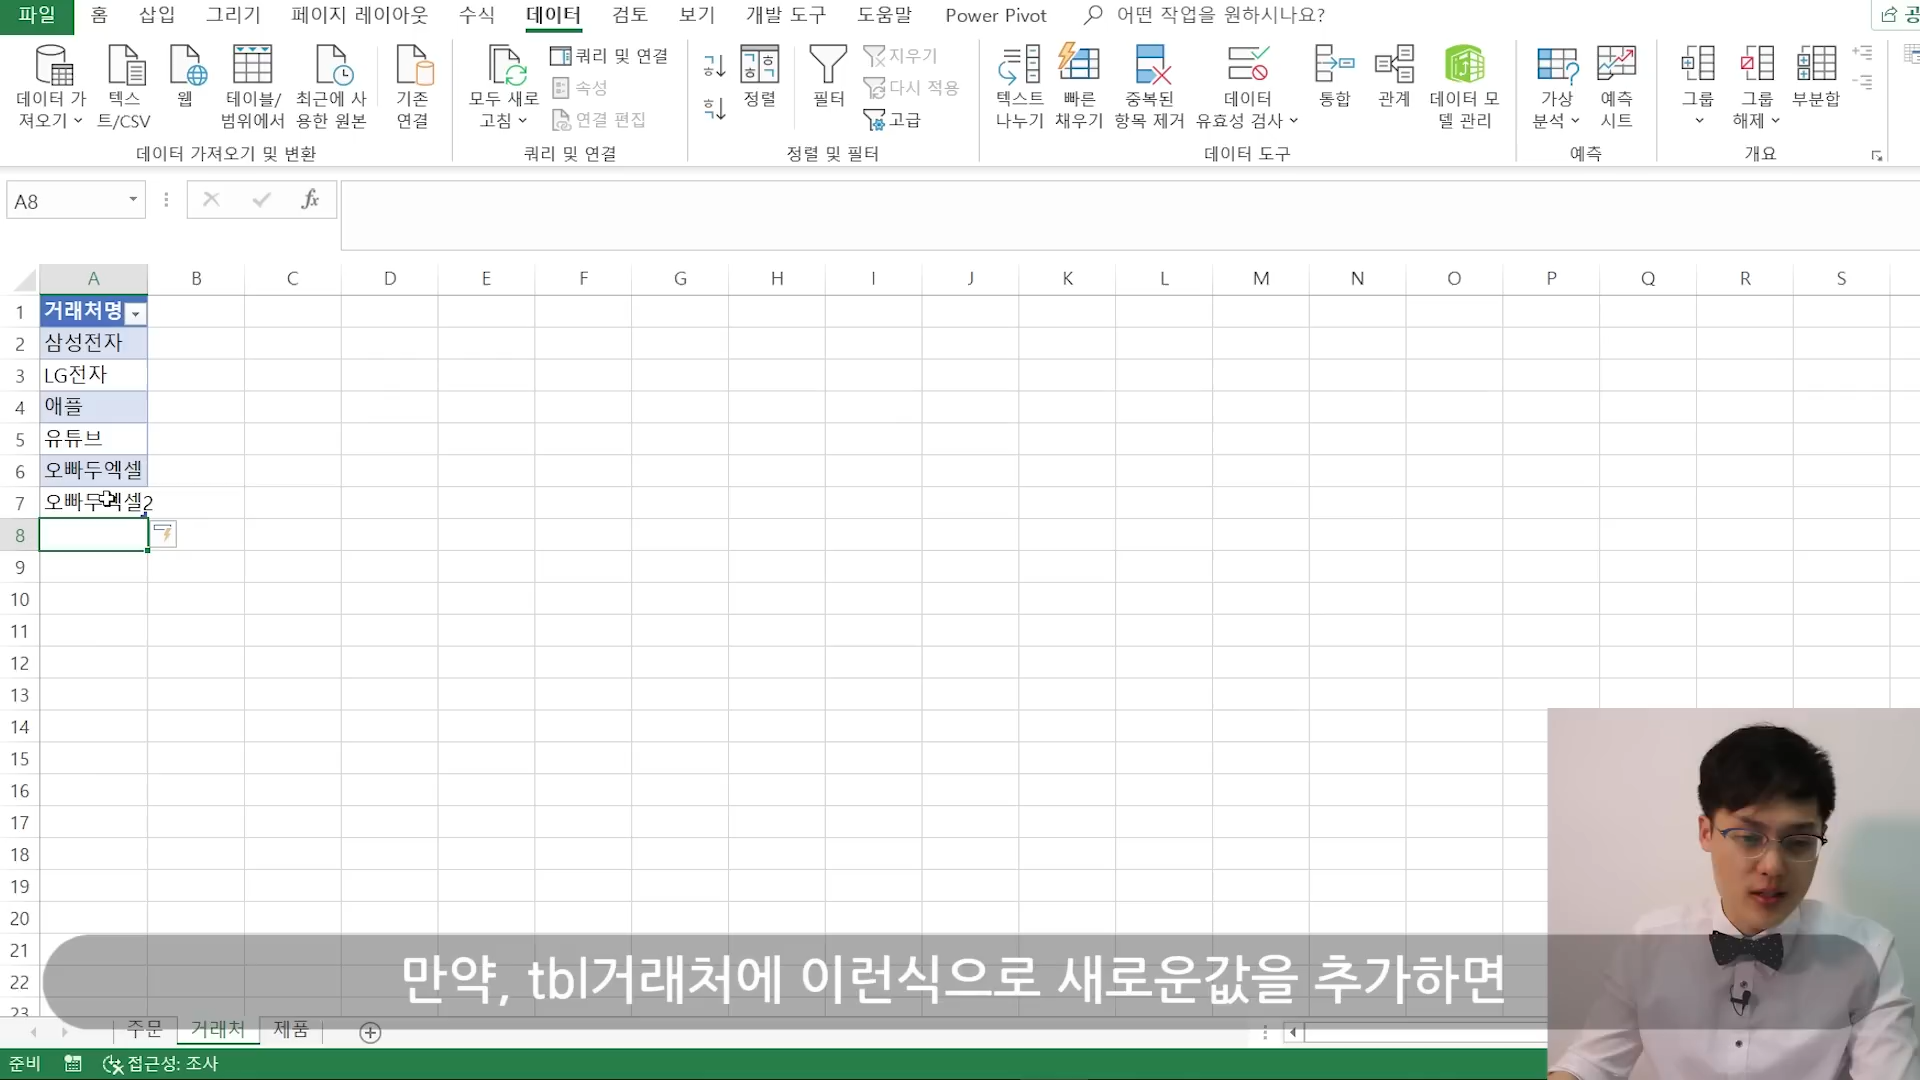 파일 홈 삽입 그리기 페이지 레이아웃 수식 데이터 검토 보기 개발 도구 도움말 Power Pivot 어떤 작업을 원하시나요? 공
데이터 가져오기
텍스트/CSV
웹
테이블/범위에서
최근에 사용한 원본
기존 연결
모두 새로 고침
쿼리 및 연결
속성
연결 편집
정렬
필터
지우기
다시 적용
고급
텍스트 나누기
빠른 채우기
중복된 항목 제거
데이터 유효성 검사
통합
관계
데이터 모델 관리
가상 분석
예측 시트
그룹
그룹 해제
부분합
데이터 가져오기 및 변환 쿼리 및 연결 정렬 및 필터 데이터 도구 예측 개요
A8 fx
A B C D E F G H I J K L M N O P Q R S
1 거래처명
2 삼성전자
3 LG전자
4 애플
5 유튜브
6 오빠두엑셀
7 오빠두엑셀2
8
9
10
11
12
13
14
15
16
17
18
19
20
21
22
23
만약, tbl거래처에 이런식으로 새로운값을 추가하면
주문 거래처 제품
준비 접근성: 조사